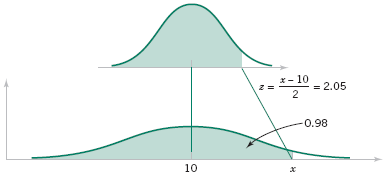 z = x − 10 / 2 = 2.05
0.98
10
x